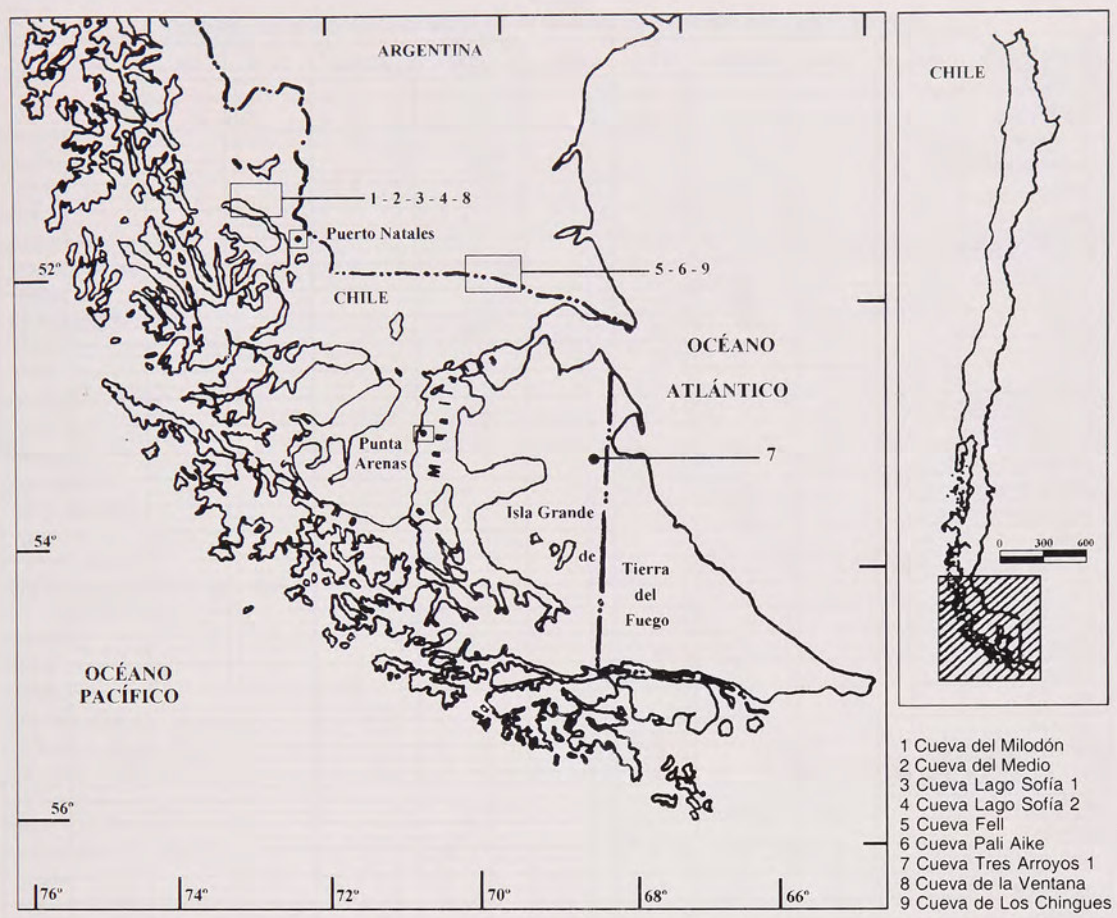 ARGENTINA
1 - 2 - 3 - 4 - 8
Puerto Natales
5 - 6 - 9
52°
CHILE
OCÉANO
ATLÁNTICO
Punta
Arenas
Magall
7
Isla Grande
de
Tierra
del
Fuego
54°
OCÉANO
PACÍFICO
56°
76°
74°
72°
70°
68°
66°
CHILE
0 300 600
1 Cueva del Milodón
2 Cueva del Medio
3 Cueva Lago Sofía 1
4 Cueva Lago Sofía 2
5 Cueva Fell
6 Cueva Pali Aike
7 Cueva Tres Arroyos 1
8 Cueva de la Ventana
9 Cueva de Los Chingues